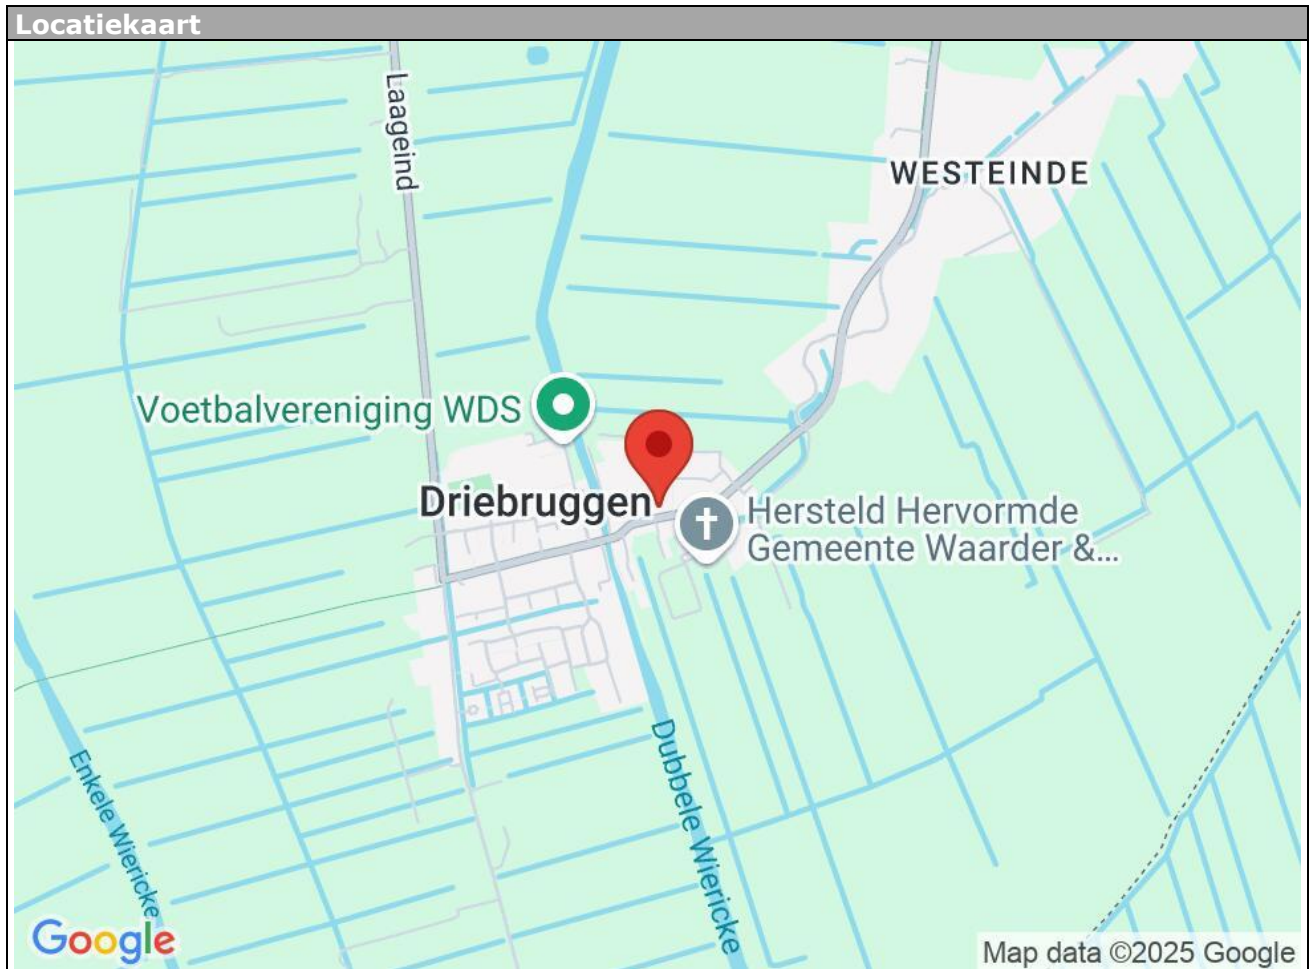 Locatiekaart
Laageind
WESTEINDE
Voetbalvereniging WDS
Driebruggen
Hersteld Hervormde
Gemeente Waarder &...
Dubbele Wiericke
Enkele Wiericke
Google
Map data ©2025 Google